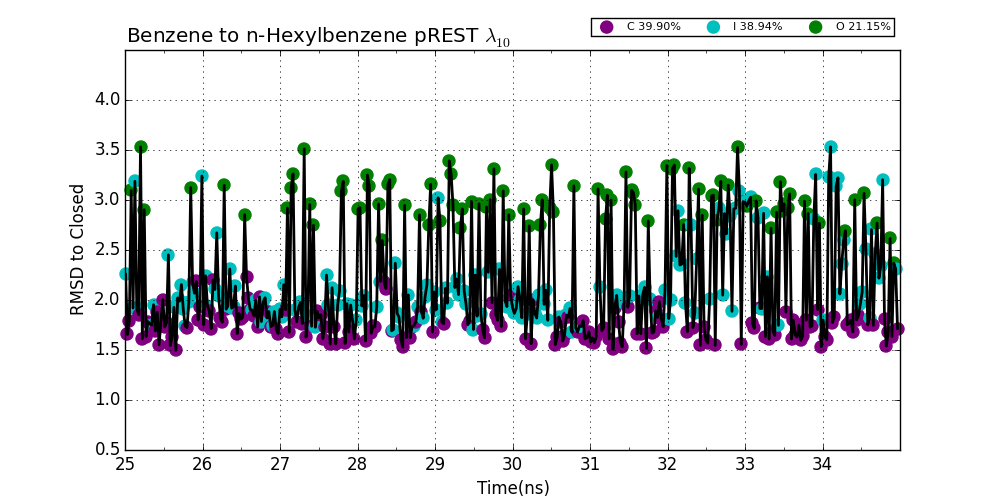 Benzene to n-Hexylbenzene pREST λ10
C 39.90% I 38.94% O 21.15%
RMSD to Closed
4.0
3.5
3.0
2.5
2.0
1.5
1.0
0.5
25 26 27 28 29 30 31 32 33 34
Time(ns)